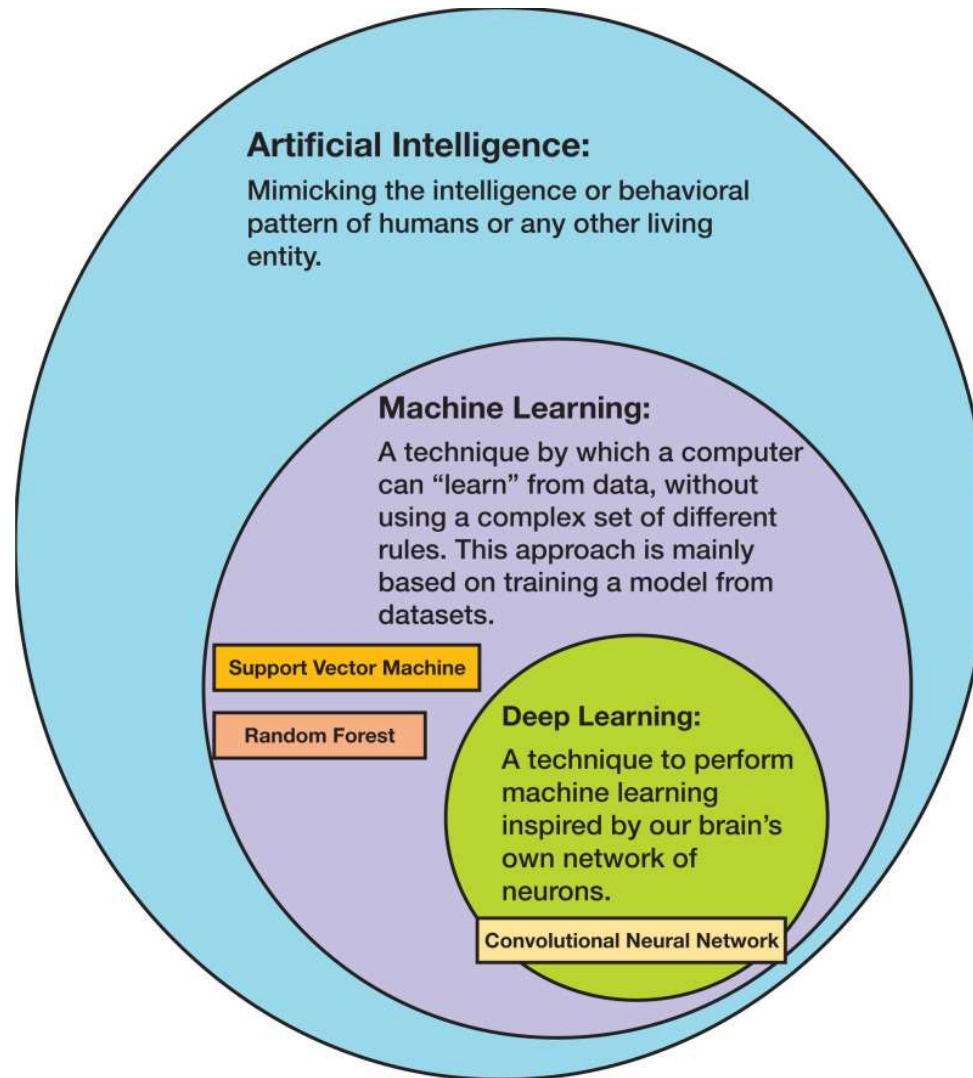 Artificial Intelligence:
Mimicking the intelligence or behavioral
pattern of humans or any other living
entity.
Machine Learning:
A technique by which a computer
can “learn” from data, without
using a complex set of different
rules. This approach is mainly
based on training a model from
datasets.
Support Vector Machine
Random Forest
Deep Learning:
A technique to perform
machine learning
inspired by our brain’s
own network of
neurons.
Convolutional Neural Network